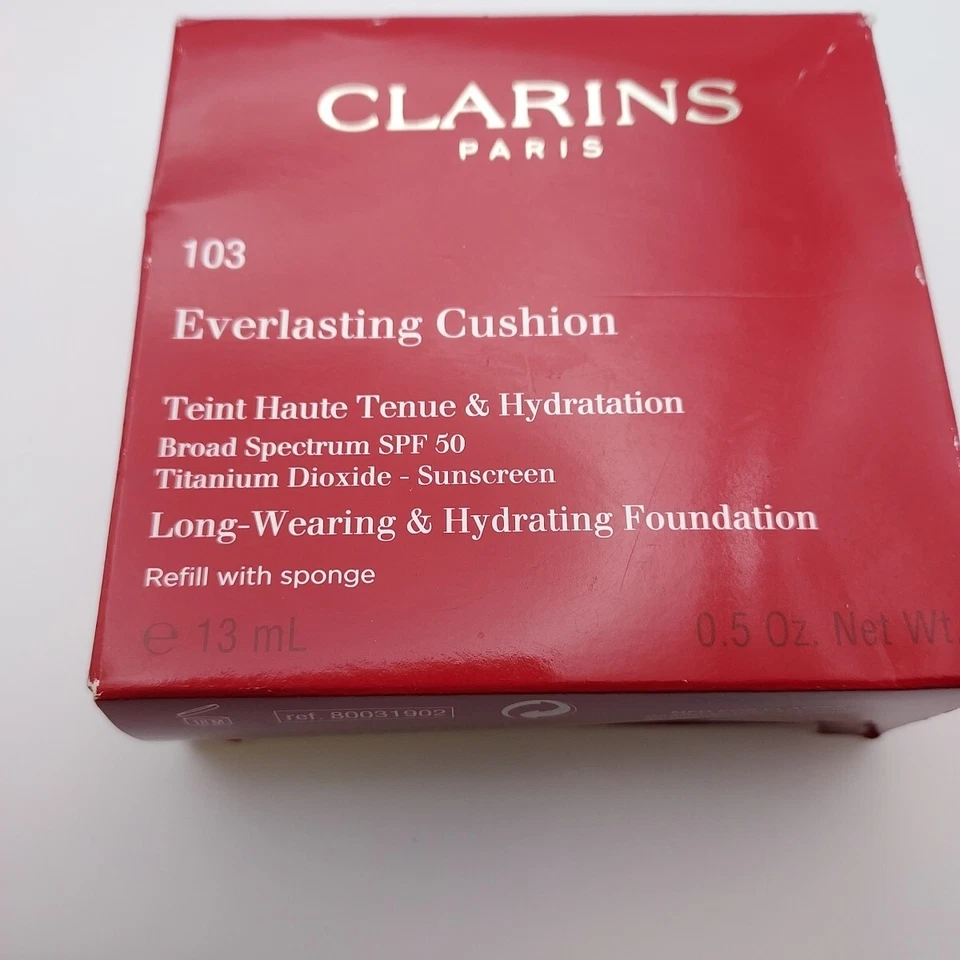 CLARINS
PARIS
103
Everlasting Cushion
Teint Haute Tenue & Hydratation
Broad Spectrum SPF 50
Titanium Dioxide - Sunscreen
Long-Wearing & Hydrating Foundation
Refill with sponge
℮ 13 mL 0.5 Oz. Net Wt.
18M ref. 80031902